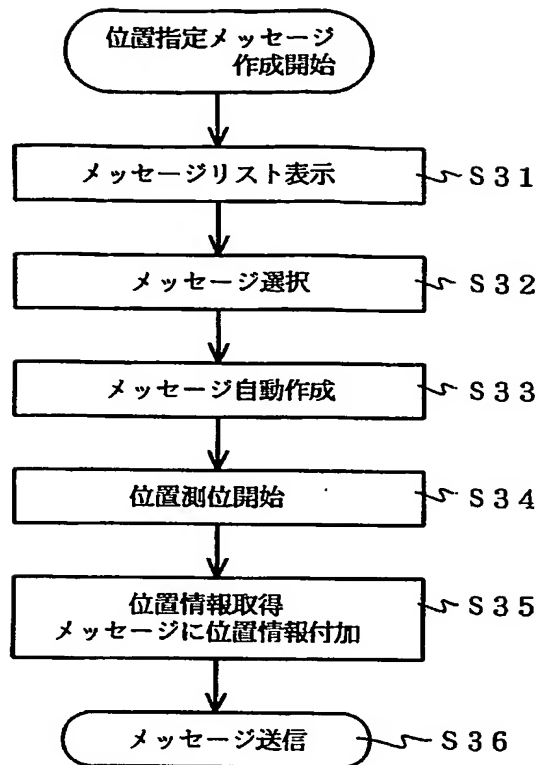 位置指定メッセージ
作成開始
メッセージリスト表示 S31
メッセージ選択 S32
メッセージ自動作成 S33
位置測位開始 S34
位置情報取得 S35
メッセージに位置情報付加
メッセージ送信 S36